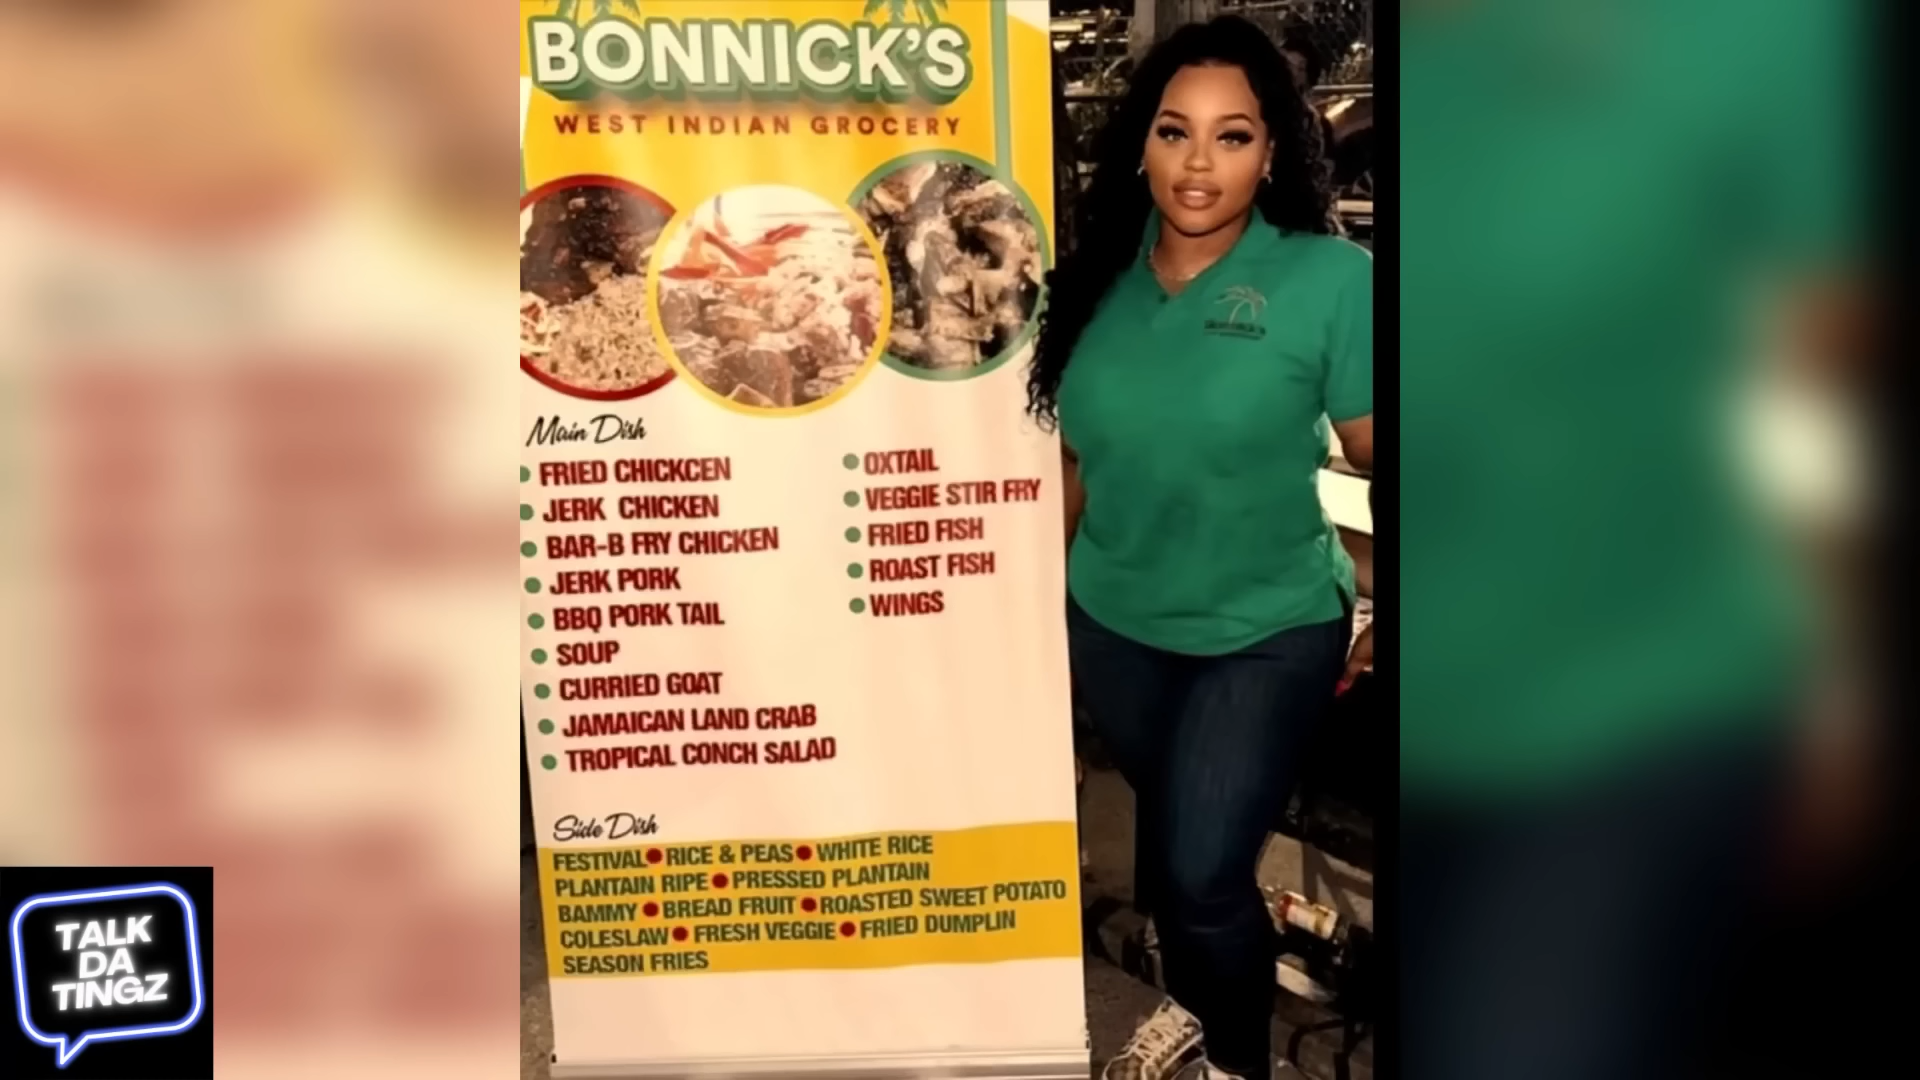 BONNICK'S
WEST INDIAN GROCERY
Main Dish
FRIED CHICKCEN
JERK CHICKEN
BAR-B FRY CHICKEN
JERK PORK
BBQ PORK TAIL
SOUP
CURRIED GOAT
JAMAICAN LAND CRAB
TROPICAL CONCH SALAD
OXTAIL
VEGGIE STIR FRY
FRIED FISH
ROAST FISH
WINGS
Side Dish
FESTIVAL • RICE & PEAS • WHITE RICE
PLANTAIN RIPE • PRESSED PLANTAIN
BAMMY • BREAD FRUIT • ROASTED SWEET POTATO
COLESLAW • FRESH VEGGIE • FRIED DUMPLIN
SEASON FRIES
Bonnick's
TALK
DA
TINGZ